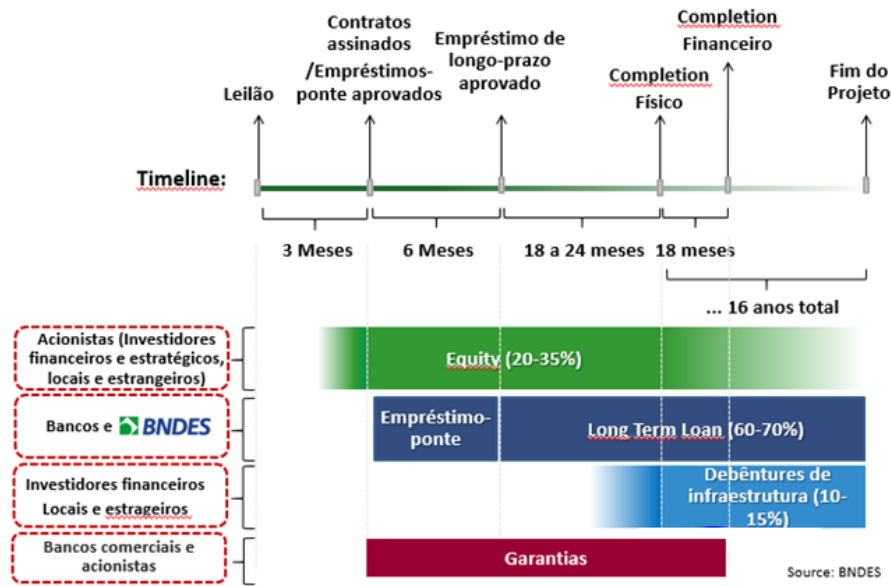 Contratos
assinados
/Empréstimos-
ponte aprovados
Leilão
Empréstimo de
longo-prazo
aprovado
Completion
Físico
Completion
Financeiro
Fim do
Projeto
Timeline:
3 Meses
6 Meses
18 a 24 meses
18 meses
... 16 anos total
Acionistas (Investidores
financeiros e estratégicos,
locais e estrangeiros)
Equity (20-35%)
Bancos e BNDES
Empréstimo-
ponte
Long Term Loan (60-70%)
Investidores financeiros
Locais e estrageiros
Debêntures de
infraestrutura (10-
15%)
Bancos comerciais e
acionistas
Garantias
Source: BNDES